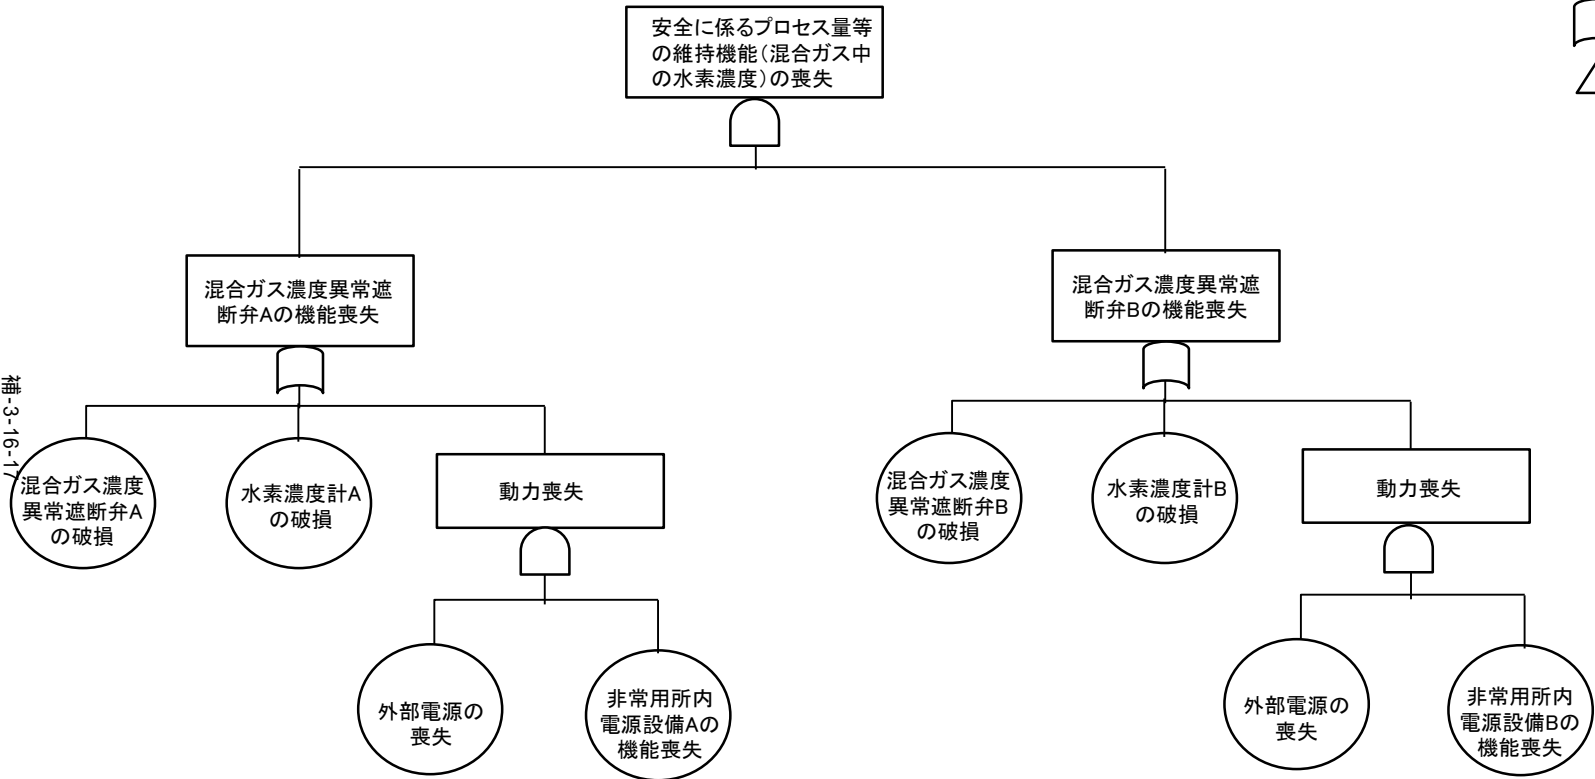 安全に係るプロセス量等
の維持機能(混合ガス中
の水素濃度)の喪失
混合ガス濃度異常遮
断弁Aの機能喪失
混合ガス濃度異常遮
断弁Bの機能喪失
補-3-16-17
混合ガス濃度
異常遮断弁A
の破損
水素濃度計A
の破損
動力喪失
混合ガス濃度
異常遮断弁B
の破損
水素濃度計B
の破損
動力喪失
外部電源の
喪失
非常用所内
電源設備Aの
機能喪失
外部電源の
喪失
非常用所内
電源設備Bの
機能喪失